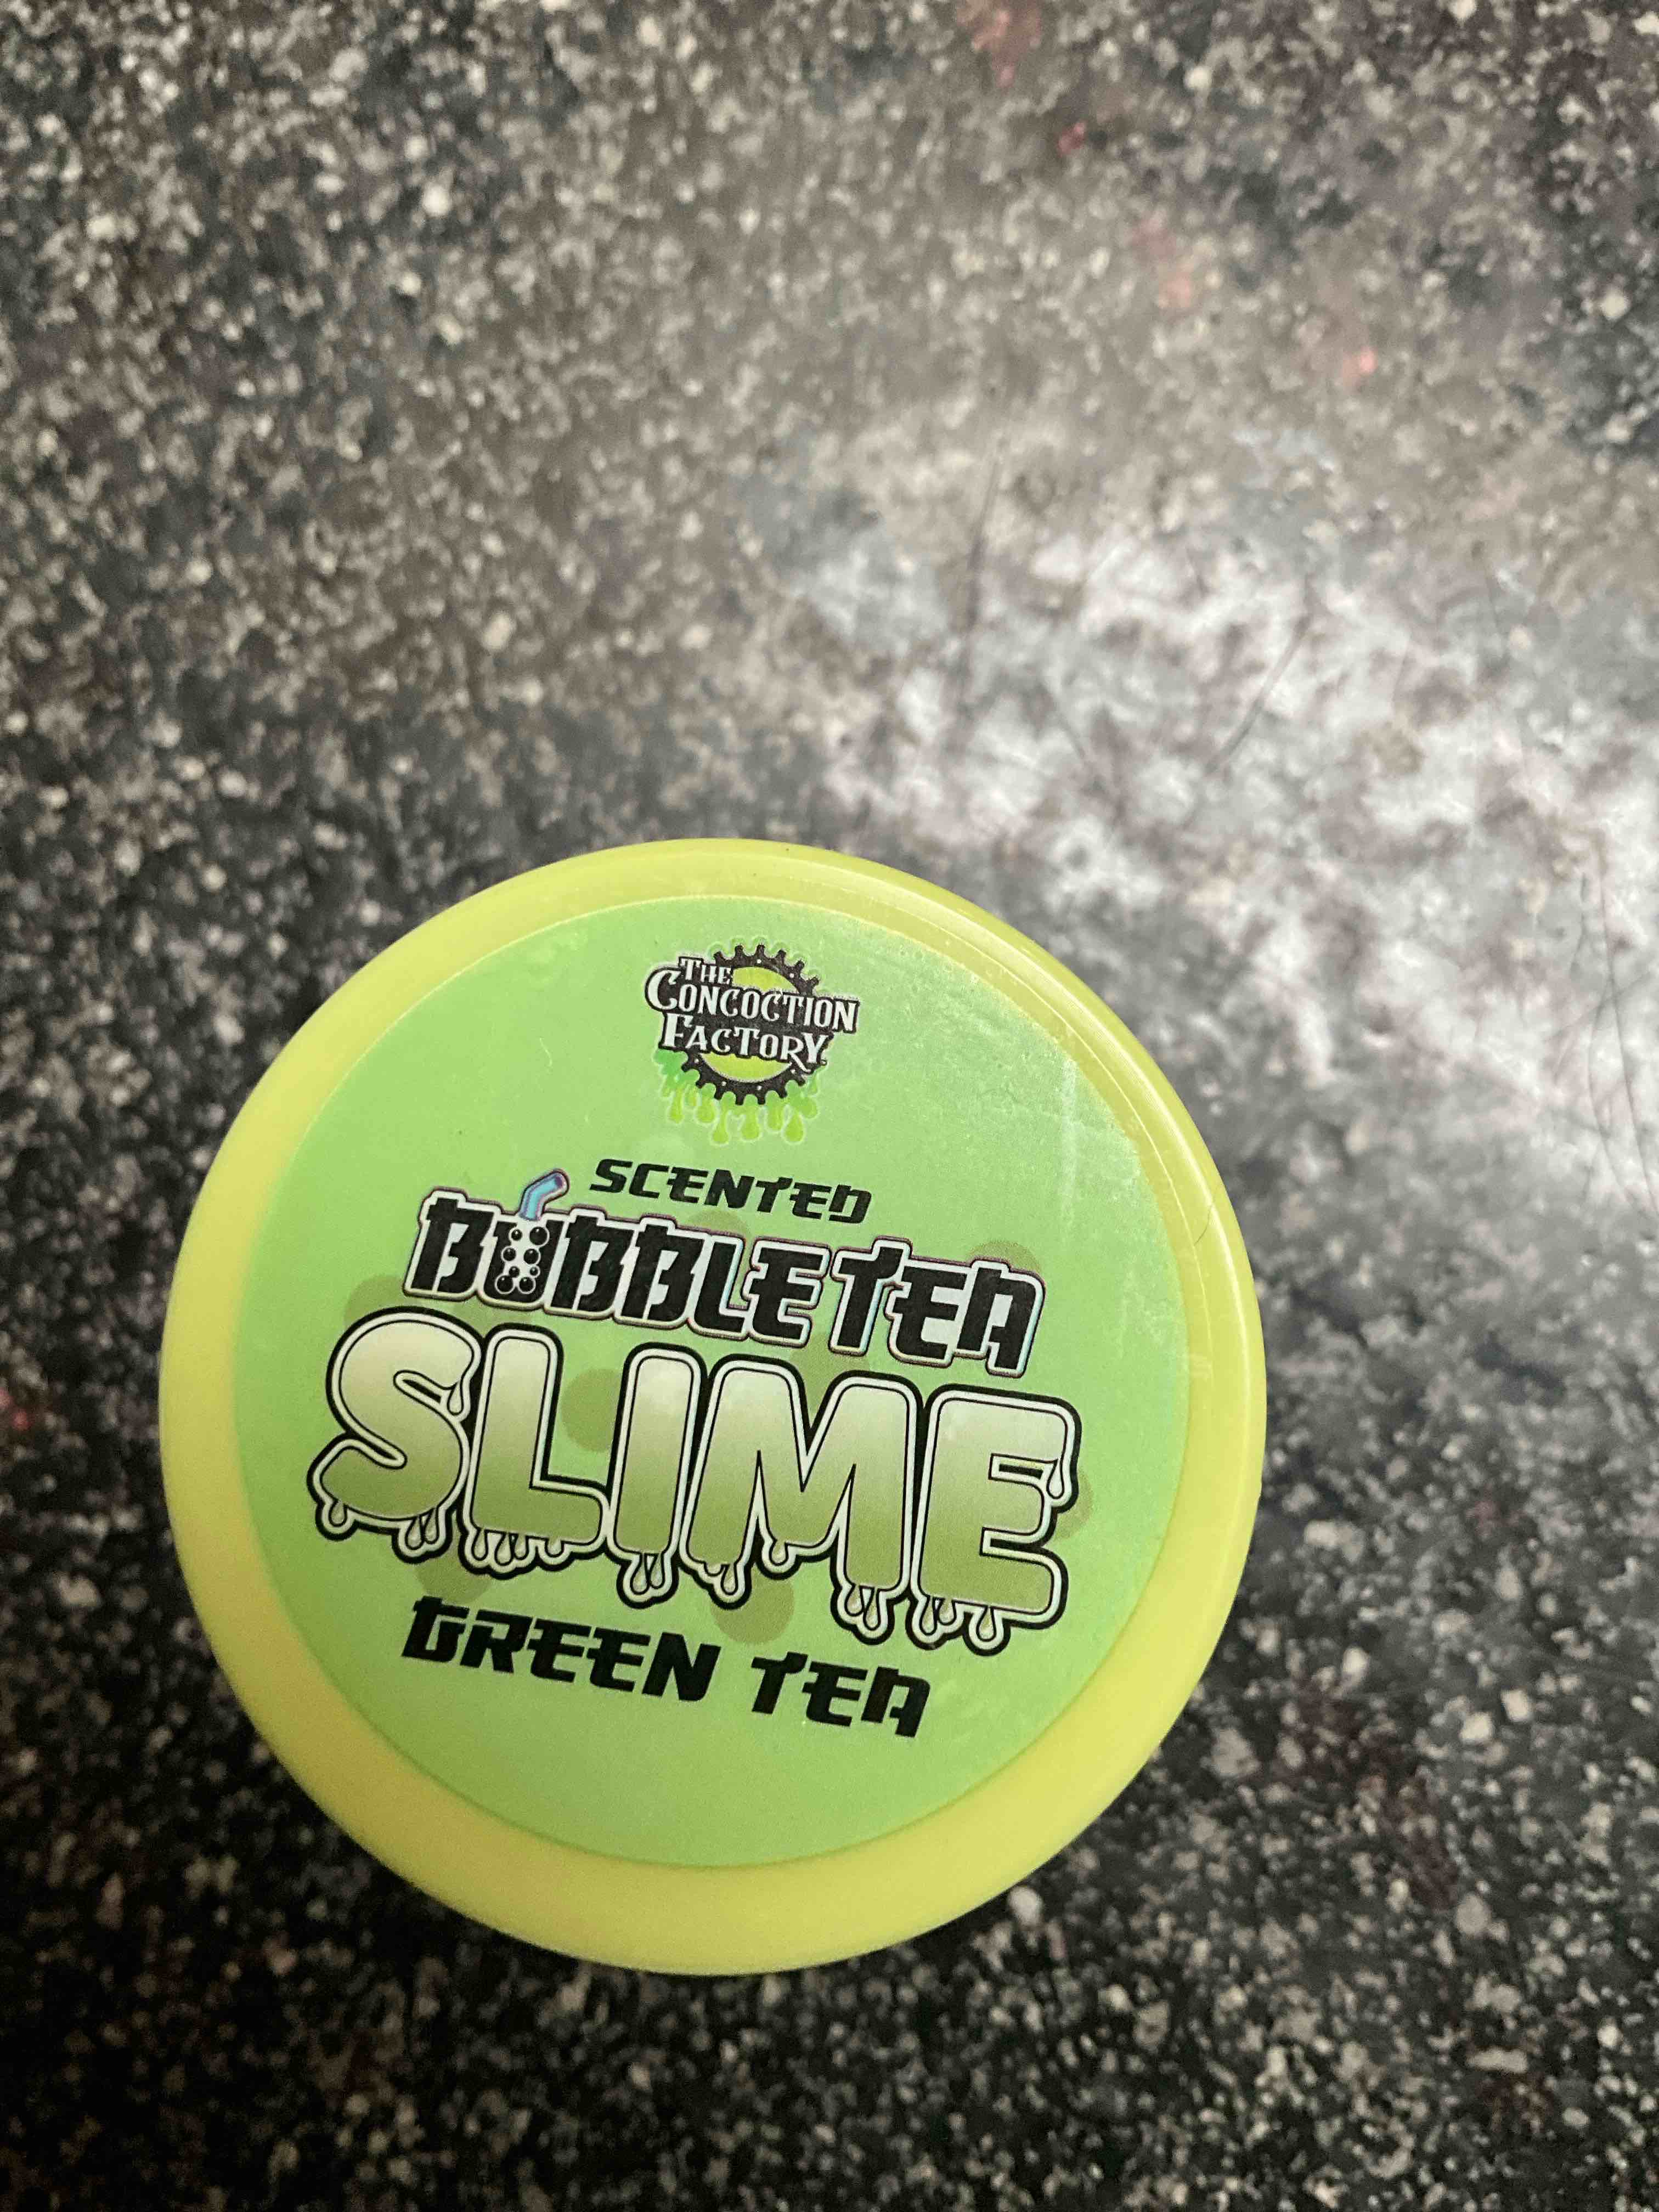 THE
CONCOCTION
FACTORY
SCENTED
BUBBLE TEA
SLIME
GREEN TEA